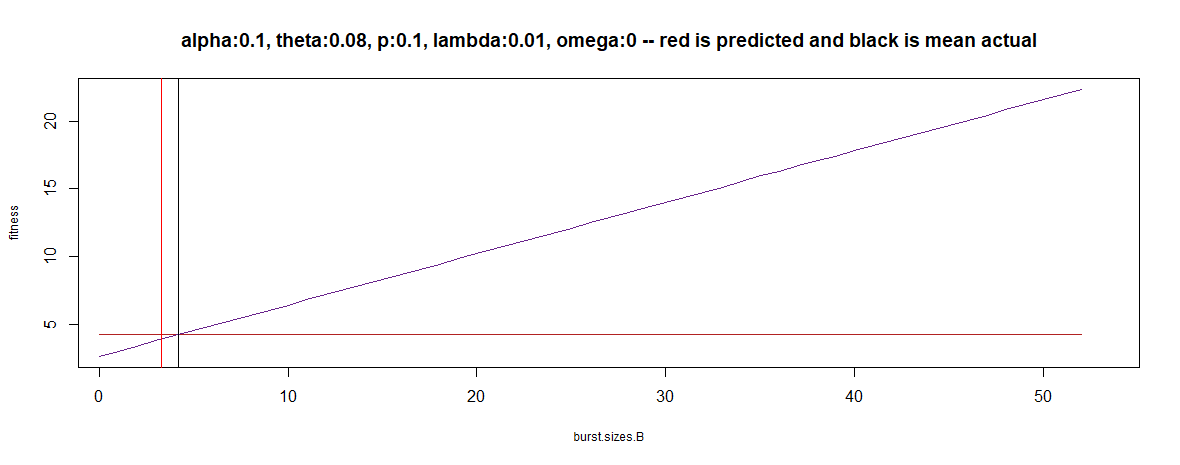 alpha:0.1, theta:0.08, p:0.1, lambda:0.01, omega:0 -- red is predicted and black is mean actual
20
15
10
5
fitness
0 10 20 30 40 50
burst.sizes.B